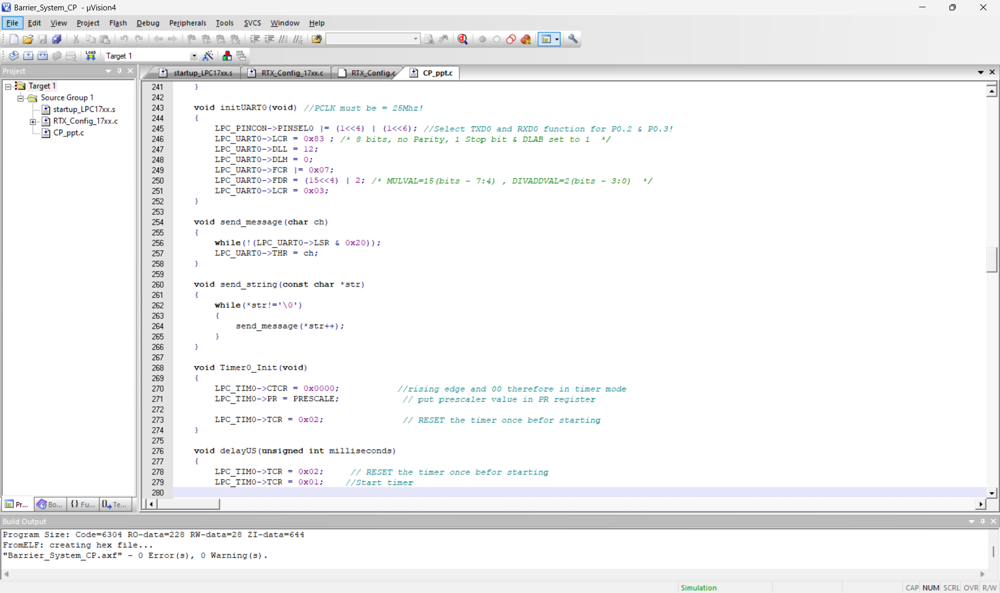 Barrier_System_CP - µVision4
File Edit View Project Flash Debug Peripherals Tools SVCS Window Help
LOAD Target 1
Project
startup_LPC17xx.s RTX_Config_17xx.c RTX_Config.c CP_ppt.c
Target 1
Source Group 1
startup_LPC17xx.s
RTX_Config_17xx.c
CP_ppt.c
241 }
242
243 void initUART0(void) //PCLK must be = 25Mhz!
244 {
245 LPC_PINCON->PINSEL0 |= (1<<4) | (1<<6); //Select TXD0 and RXD0 function for P0.2 & P0.3!
246 LPC_UART0->LCR = 0x83 ; /* 8 bits, no Parity, 1 Stop bit & DLAB set to 1 */
247 LPC_UART0->DLL = 12;
248 LPC_UART0->DLM = 0;
249 LPC_UART0->FCR |= 0x07;
250 LPC_UART0->FDR = (15<<4) | 2; /* MULVAL=15(bits - 7:4) , DIVADDVAL=2(bits - 3:0) */
251 LPC_UART0->LCR = 0x03;
252 }
253
254 void send_message(char ch)
255 {
256 while(!(LPC_UART0->LSR & 0x20));
257 LPC_UART0->THR = ch;
258 }
259
260 void send_string(const char *str)
261 {
262 while(*str!='\0')
263 {
264 send_message(*str++);
265 }
266 }
267
268 void Timer0_Init(void)
269 {
270 LPC_TIM0->CTCR = 0x0000; //rising edge and 00 therefore in timer mode
271 LPC_TIM0->PR = PRESCALE; // put prescaler value in PR register
272
273 LPC_TIM0->TCR = 0x02; // RESET the timer once befor starting
274 }
275
276 void delayUS(unsigned int milliseconds)
277 {
278 LPC_TIM0->TCR = 0x02; // RESET the timer once befor starting
279 LPC_TIM0->TCR = 0x01; //Start timer
280
Pr... Bo... {} Fu... Te...
Build Output
Program Size: Code=6304 RO-data=228 RW-data=28 ZI-data=644
FromELF: creating hex file...
"Barrier_System_CP.axf" - 0 Error(s), 0 Warning(s).
Simulation CAP NUM SCRL OVR R/W